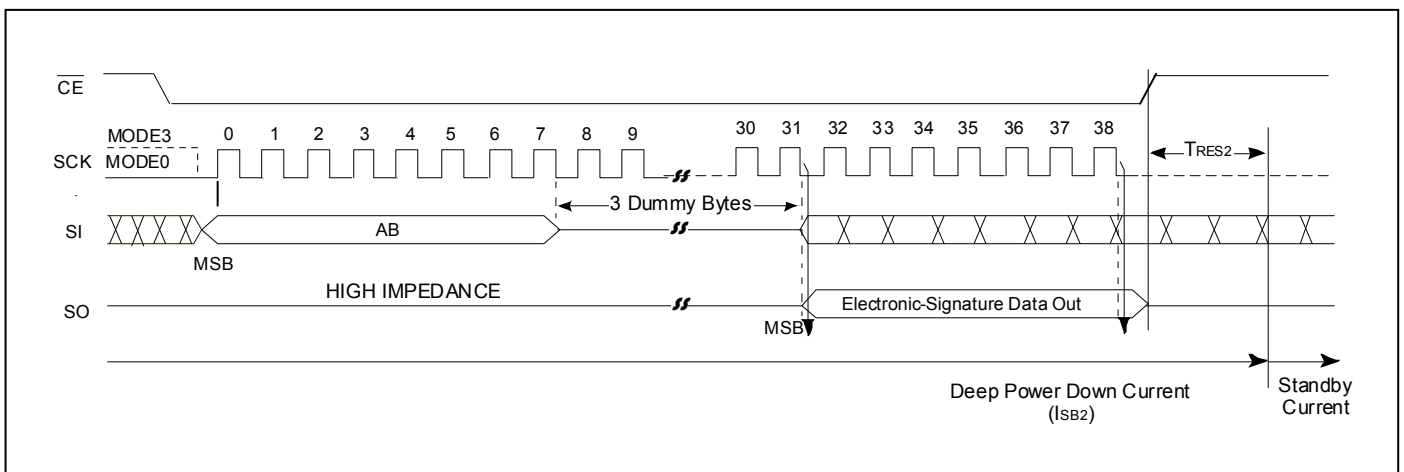 CE
MODE3
0 1 2 3 4 5 6 7 8 9 30 31 32 33 34 35 36 37 38
SCK MODE0
TRES2
3 Dummy Bytes
SI
AB
MSB
HIGH IMPEDANCE
SO
Electronic-Signature Data Out
MSB
Deep Power Down Current
(ISB2)
Standby
Current